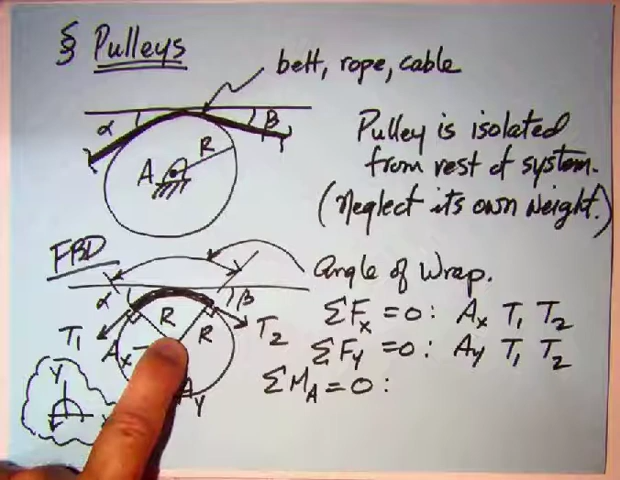 § Pulleys
belt, rope, cable
α β
R
A
Pulley is isolated
from rest of system.
(Neglect its own weight.)
FBD
Angle of Wrap.
α β
R
T1 R T2
Ax
Ay
y
ΣFx = 0: Ax T1 T2
ΣFy = 0: Ay T1 T2
ΣMA = 0: